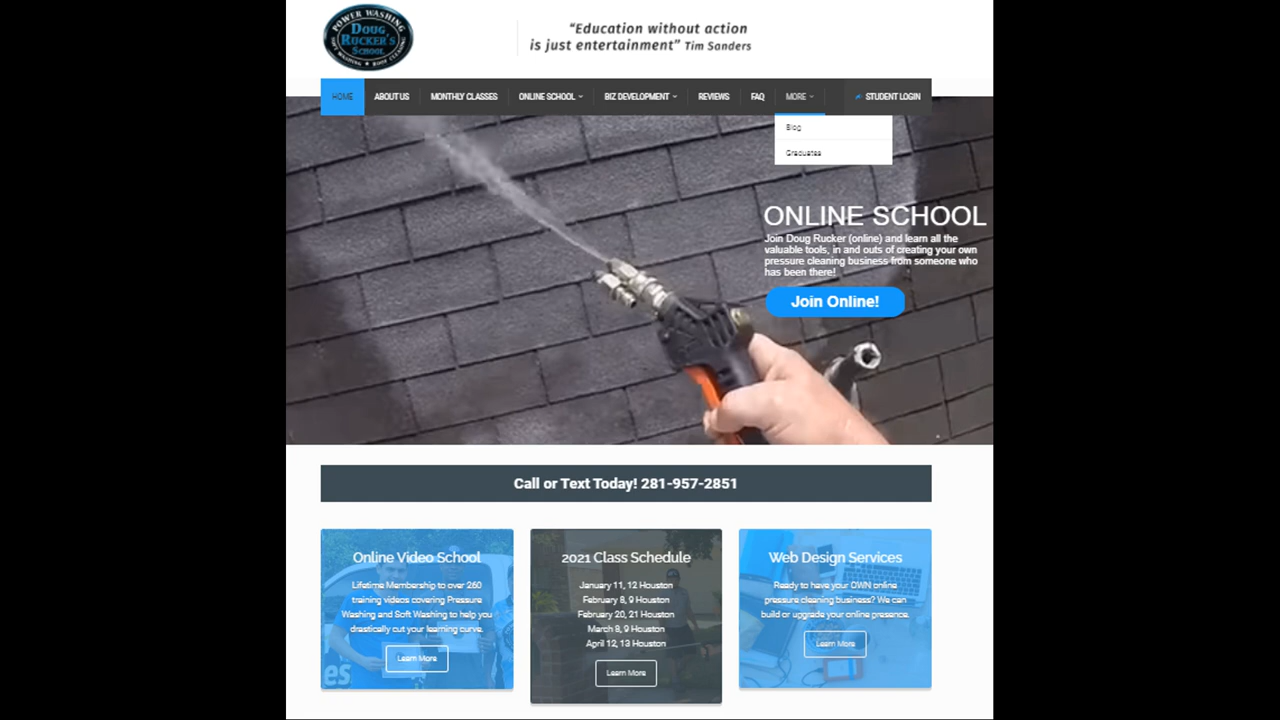 POWER WASHING
DOUG
RUCKER'S
SCHOOL
SOFT WASHING ★ ROOF CLEANING
“Education without action
is just entertainment” Tim Sanders
HOME ABOUT US MONTHLY CLASSES ONLINE SCHOOL BIZ DEVELOPMENT REVIEWS FAQ MORE STUDENT LOGIN
Blog
Graduates
ONLINE SCHOOL
Join Doug Rucker (online) and learn all the
valuable tools, in and outs of creating your own
pressure cleaning business from someone who
has been there!
Join Online!
Call or Text Today! 281-957-2851
Online Video School
Lifetime Membership to over 260
training videos covering Pressure
Washing and Soft Washing to help you
drastically cut your learning curve.
Learn More
2021 Class Schedule
January 11, 12 Houston
February 8, 9 Houston
February 20, 21 Houston
March 8, 9 Houston
April 12, 13 Houston
Learn More
Web Design Services
Ready to have your OWN online
pressure cleaning business? We can
build or upgrade your online presence.
Learn More
es